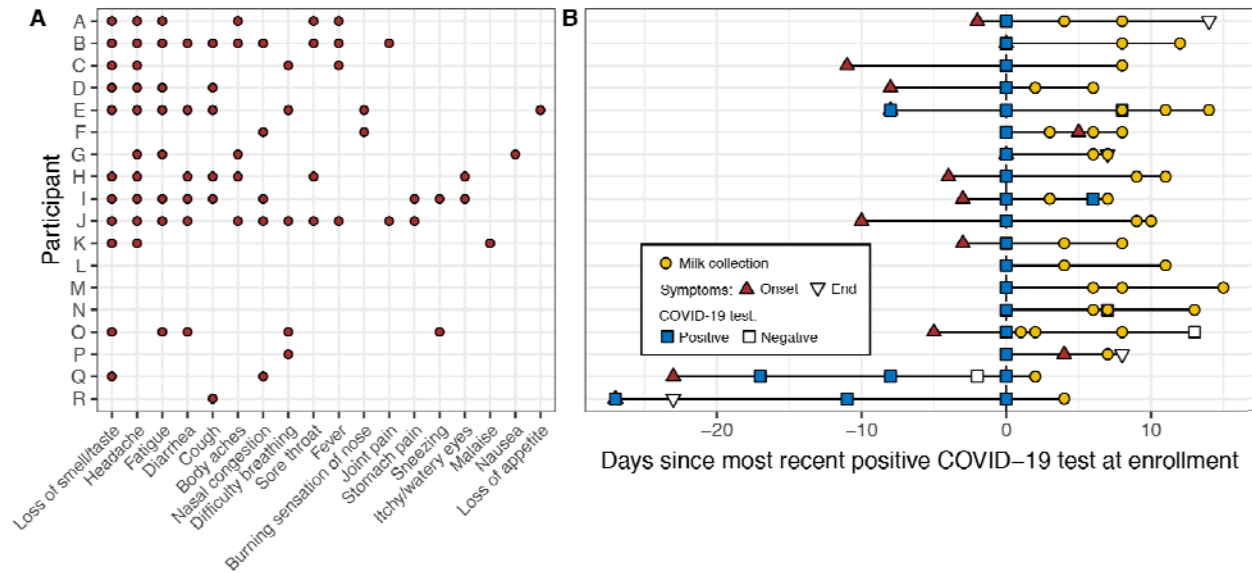 A
B
Participant
A
B
C
D
E
F
G
H
I
J
K
L
M
N
O
P
Q
R
Loss of smell/taste
Headache
Fatigue
Diarrhea
Cough
Body aches
Nasal congestion
Difficulty breathing
Sore throat
Fever
Burning sensation of nose
Joint pain
Stomach pain
Sneezing
Itchy/watery eyes
Malaise
Nausea
Loss of appetite
Milk collection
Symptoms: Onset End
COVID-19 test.
Positive Negative
−20 −10 0 10
Days since most recent positive COVID−19 test at enrollment